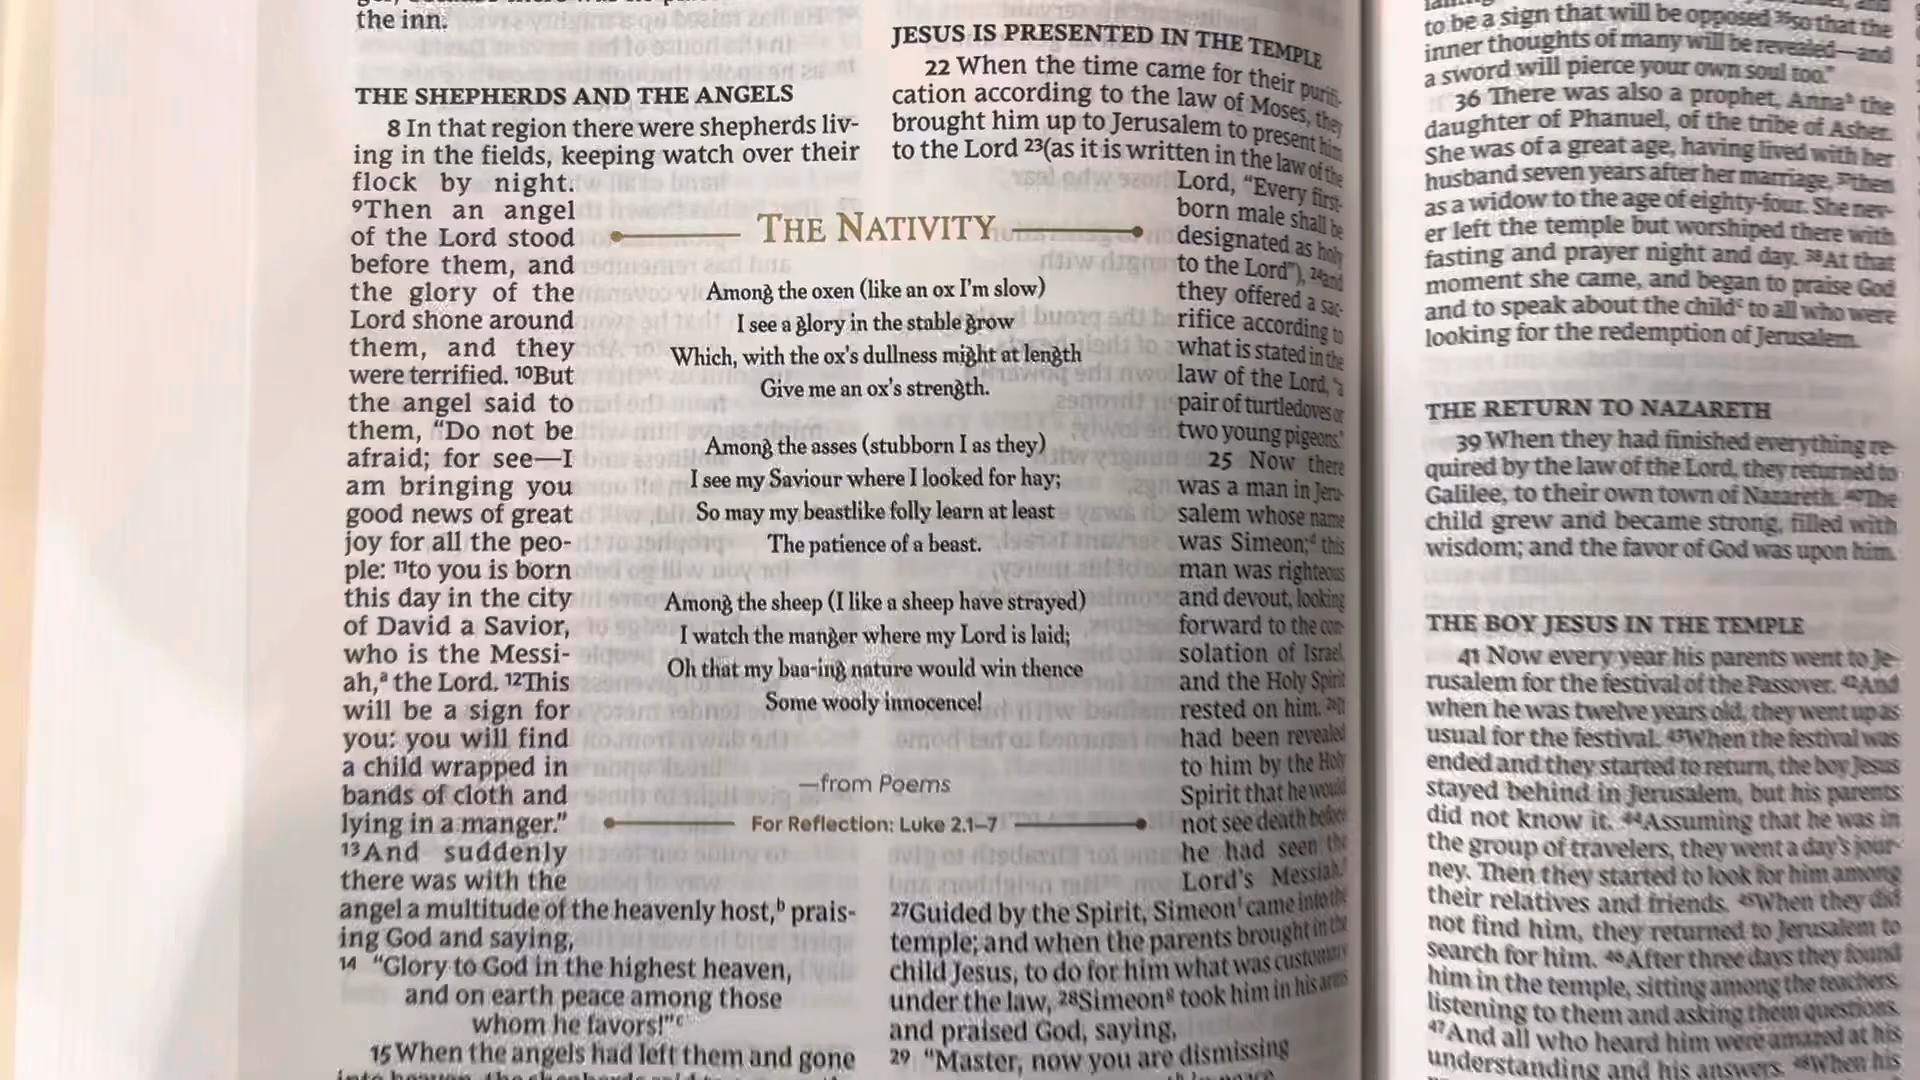 the inn.
THE SHEPHERDS AND THE ANGELS
8 In that region there were shepherds liv-
ing in the fields, keeping watch over their
flock by night.
9Then an angel
of the Lord stood
before them, and
the glory of the
Lord shone around
them, and they
were terrified. 10But
the angel said to
them, “Do not be
afraid; for see—I
am bringing you
good news of great
joy for all the peo-
ple: 11to you is born
this day in the city
of David a Savior,
who is the Messi-
ah,a the Lord. 12This
will be a sign for
you: you will find
a child wrapped in
bands of cloth and
lying in a manger.”
13And suddenly
there was with the
angel a multitude of the heavenly host,b prais-
ing God and saying,
14 “Glory to God in the highest heaven,
and on earth peace among those
whom he favors!”c
15 When the angels had left them and gone
THE NATIVITY
Among the oxen (like an ox I'm slow)
I see a glory in the stable grow
Which, with the ox's dullness might at length
Give me an ox's strength.
Among the asses (stubborn I as they)
I see my Saviour where I looked for hay;
So may my beastlike folly learn at least
The patience of a beast.
Among the sheep (I like a sheep have strayed)
I watch the manger where my Lord is laid;
Oh that my baa-ing nature would win thence
Some wooly innocence!
—from Poems
For Reflection: Luke 2.1–7
JESUS IS PRESENTED IN THE TEMPLE
22 When the time came for their purifi-
cation according to the law of Moses, they
brought him up to Jerusalem to present him
to the Lord 23(as it is written in the law of the
Lord, “Every first-
born male shall be
designated as holy
to the Lord”), 24and
they offered a sac-
rifice according to
what is stated in the
law of the Lord, “a
pair of turtledoves or
two young pigeons.”
25 Now there
was a man in Jeru-
salem whose name
was Simeon;d this
man was righteous
and devout, looking
forward to the con-
solation of Israel,
and the Holy Spirit
rested on him. 26It
had been revealed
to him by the Holy
Spirit that he would
not see death before
he had seen the
Lord's Messiah.
27Guided by the Spirit, Simeonf came into the
temple; and when the parents brought in the
child Jesus, to do for him what was customary
under the law, 28Simeong took him in his arms
and praised God, saying,
29 “Master, now you are dismissing
to be a sign that will be opposed 35so that the
inner thoughts of many will be revealed—and
a sword will pierce your own soul too.”
36 There was also a prophet, Annab the
daughter of Phanuel, of the tribe of Asher.
She was of a great age, having lived with her
husband seven years after her marriage, 37then
as a widow to the age of eighty-four. She nev-
er left the temple but worshiped there with
fasting and prayer night and day. 38At that
moment she came, and began to praise God
and to speak about the childc to all who were
looking for the redemption of Jerusalem.
THE RETURN TO NAZARETH
39 When they had finished everything re-
quired by the law of the Lord, they returned to
Galilee, to their own town of Nazareth. 40The
child grew and became strong, filled with
wisdom; and the favor of God was upon him.
THE BOY JESUS IN THE TEMPLE
41 Now every year his parents went to Je-
rusalem for the festival of the Passover. 42And
when he was twelve years old, they went up as
usual for the festival. 43When the festival was
ended and they started to return, the boy Jesus
stayed behind in Jerusalem, but his parents
did not know it. 44Assuming that he was in
the group of travelers, they went a day's jour-
ney. Then they started to look for him among
their relatives and friends. 45When they did
not find him, they returned to Jerusalem to
search for him. 46After three days they found
him in the temple, sitting among the teachers,
listening to them and asking them questions.
47And all who heard him were amazed at his
understanding and his answers. 48When his